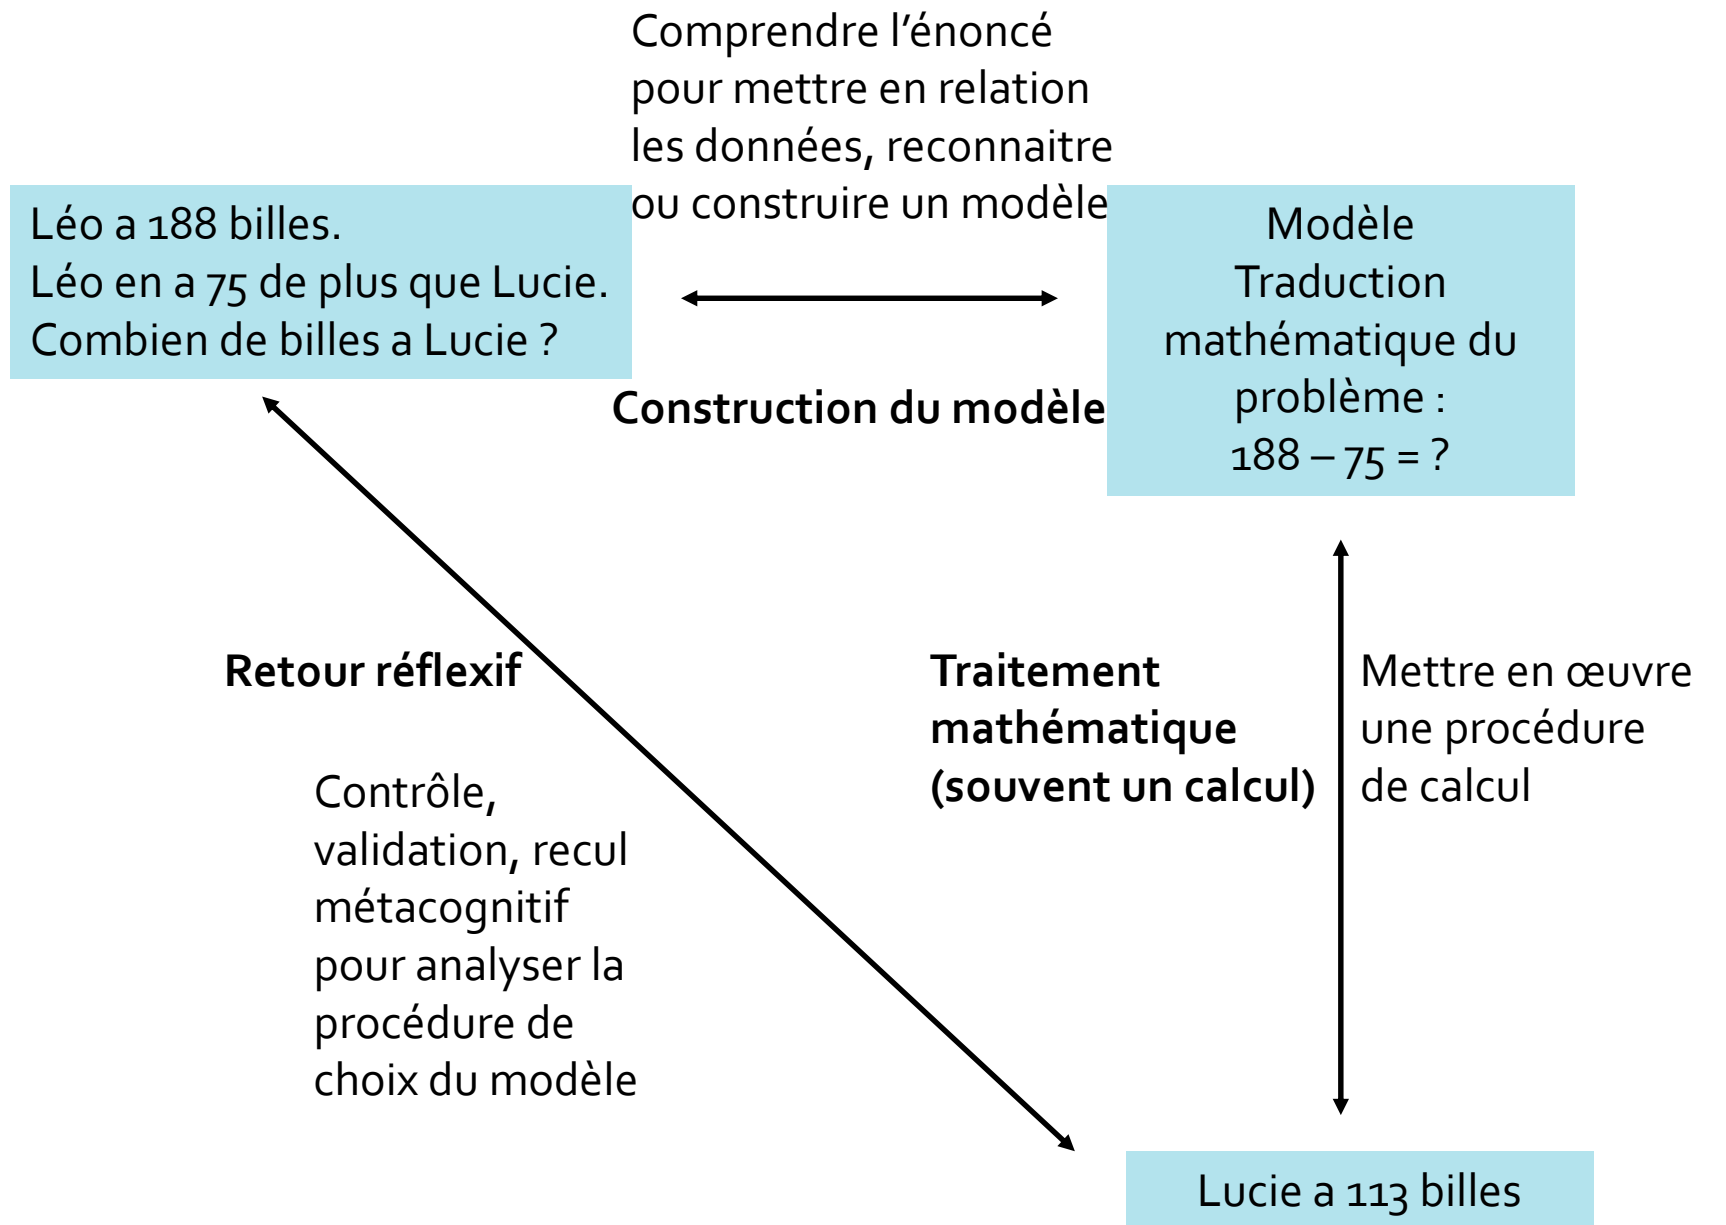 Comprendre l’énoncé
pour mettre en relation
les données, reconnaitre
ou construire un modèle
Léo a 188 billes.
Léo en a 75 de plus que Lucie.
Combien de billes a Lucie ?
Modèle
Traduction
mathématique du
problème :
188 – 75 = ?
Construction du modèle
Retour réflexif
Contrôle,
validation, recul
métacognitif
pour analyser la
procédure de
choix du modèle
Traitement
mathématique
(souvent un calcul)
Mettre en œuvre
une procédure
de calcul
Lucie a 113 billes